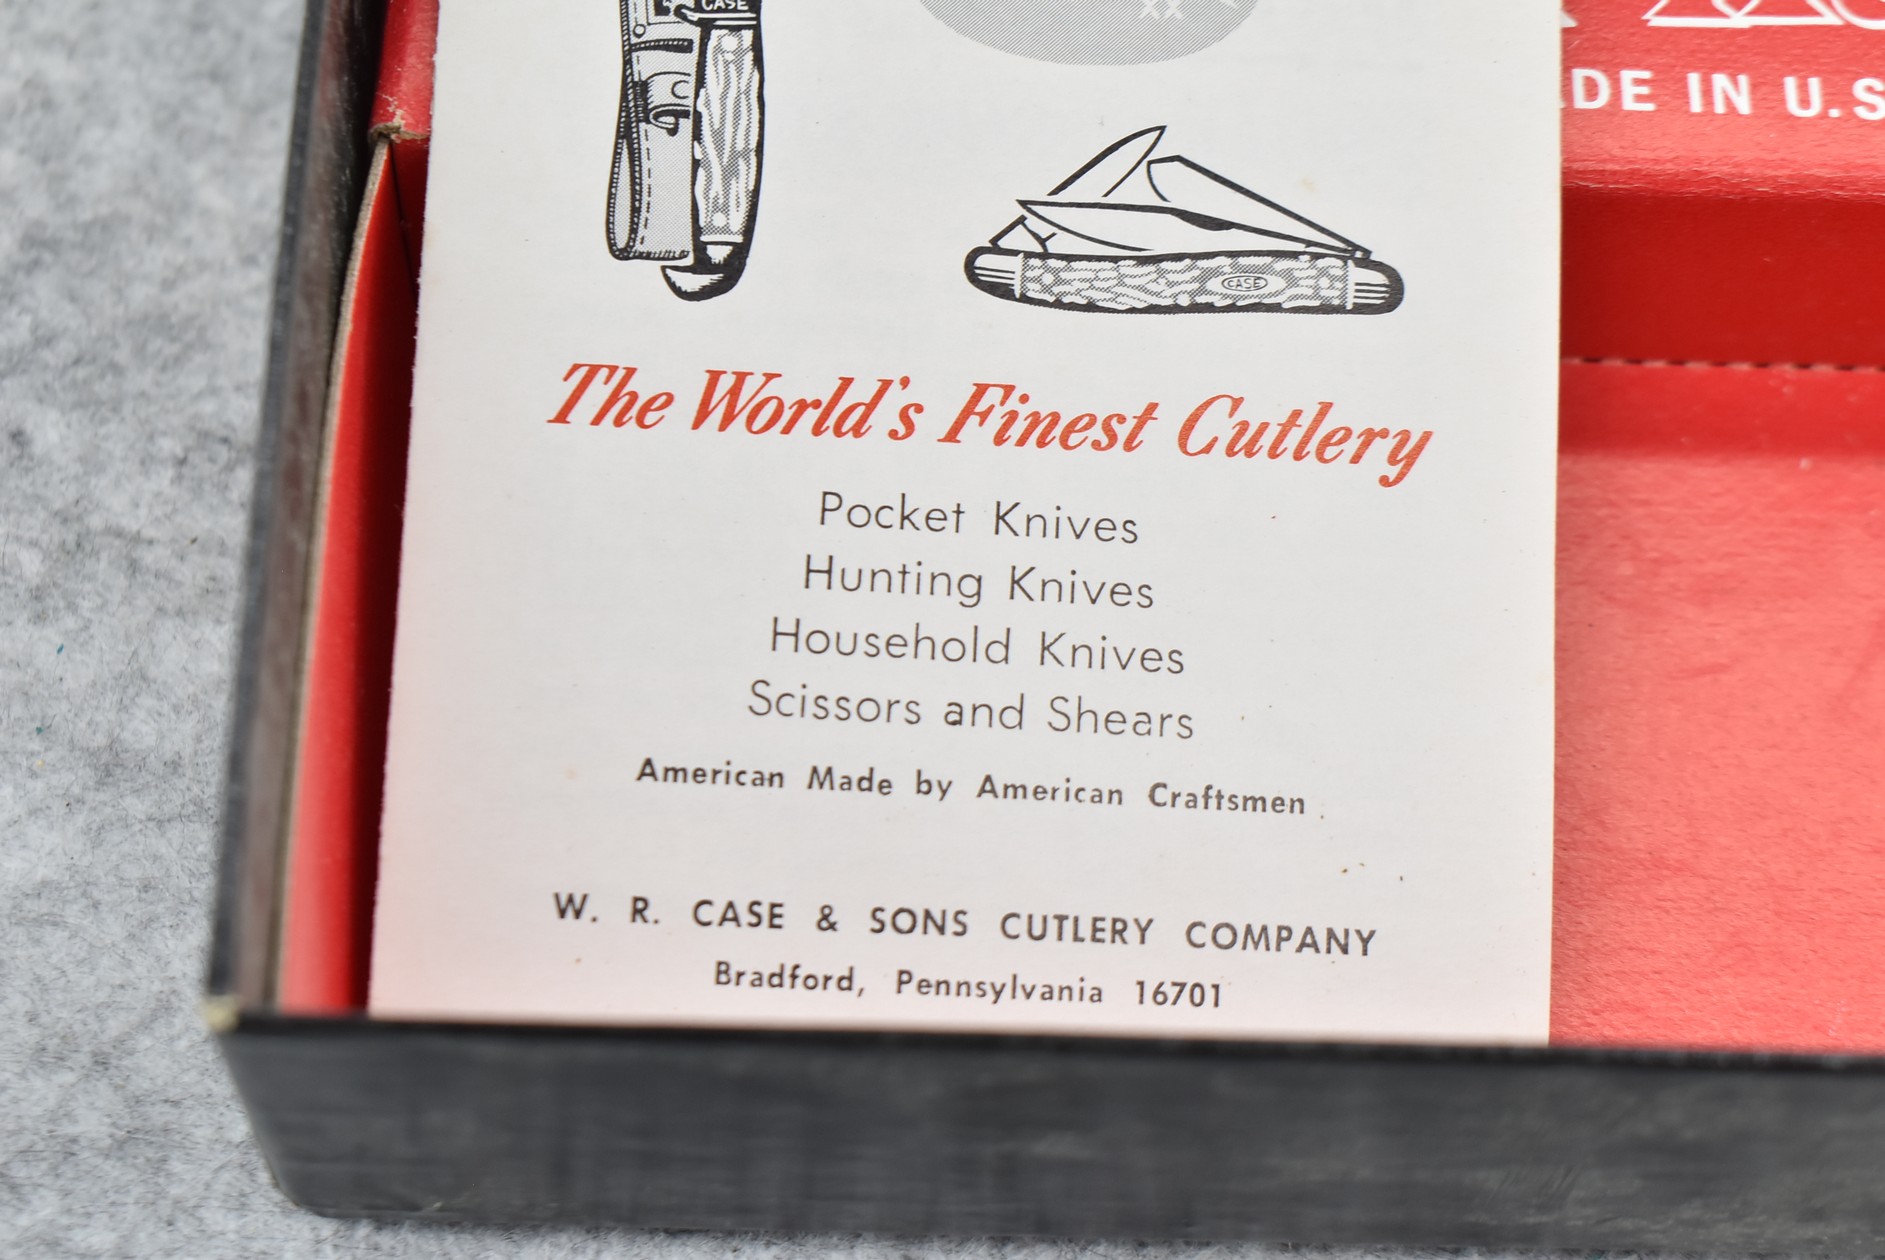 CASE
DE IN U.S
CASE
The World's Finest Cutlery
Pocket Knives
Hunting Knives
Household Knives
Scissors and Shears
American Made by American Craftsmen
W. R. CASE & SONS CUTLERY COMPANY
Bradford, Pennsylvania 16701